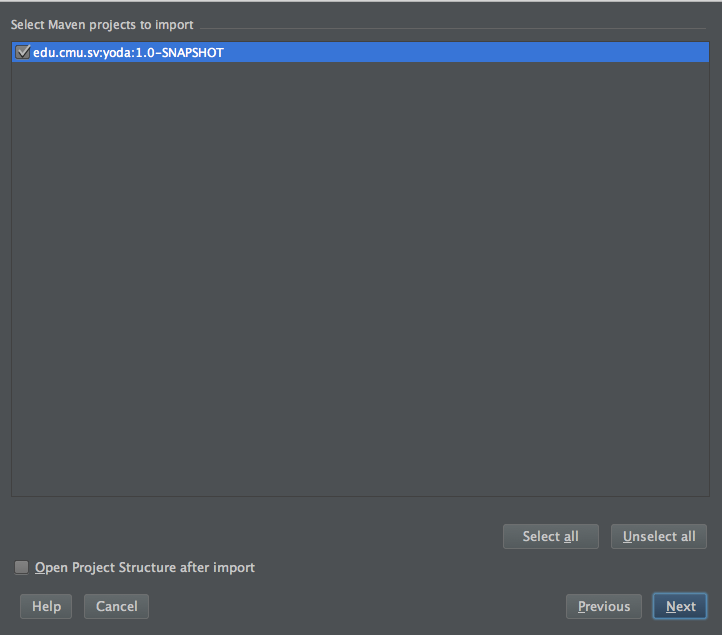 Select Maven projects to import
edu.cmu.sv:yoda:1.0-SNAPSHOT
Select all
Unselect all
Open Project Structure after import
Help
Cancel
Previous
Next